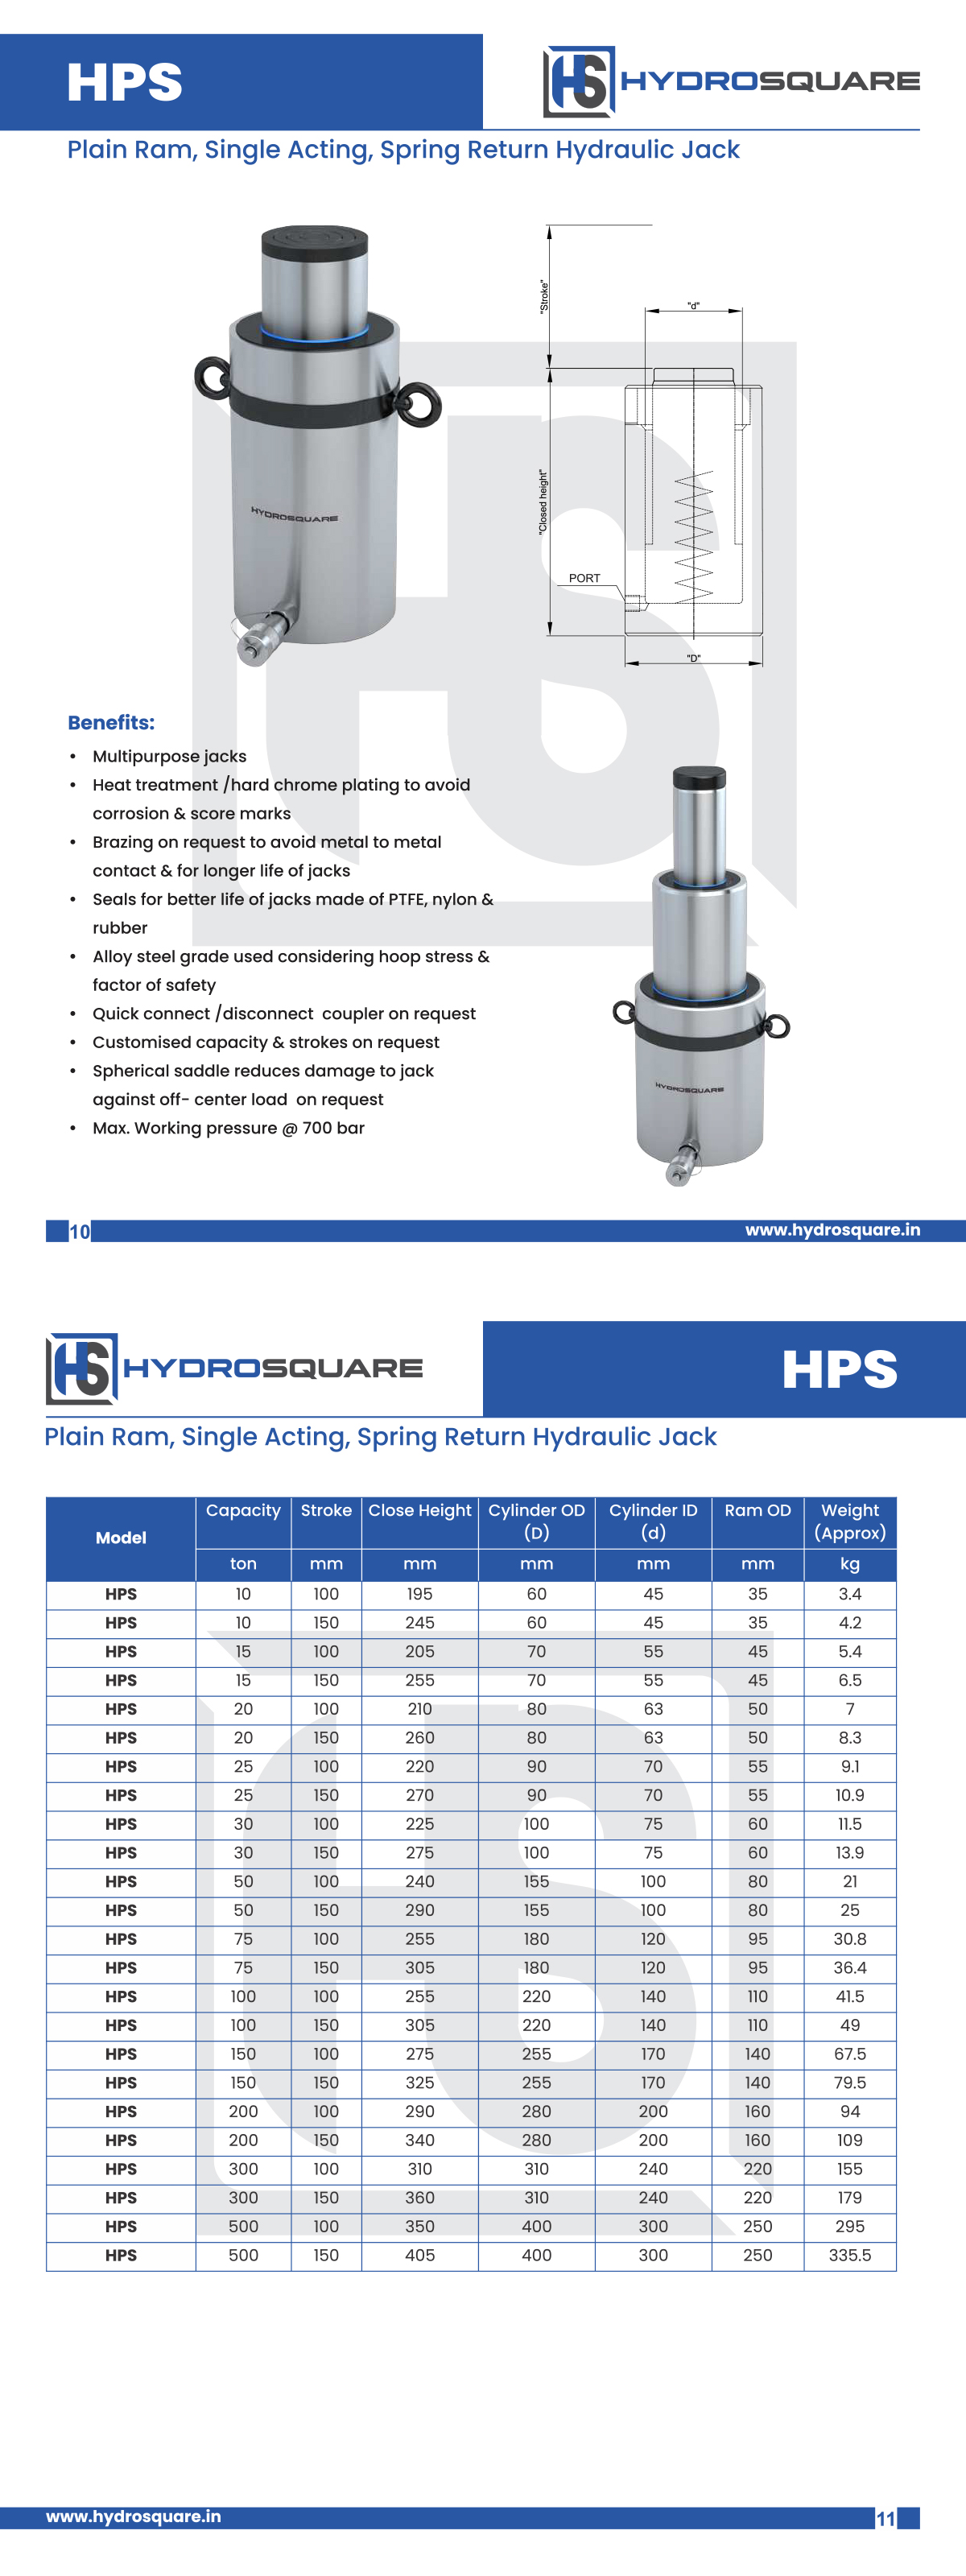 HPS
HS HYDROSQUARE
Plain Ram, Single Acting, Spring Return Hydraulic Jack
"Stroke"
"d"
"Closed height"
PORT
"D"
HYDROSQUARE
Benefits:
• Multipurpose jacks
• Heat treatment /hard chrome plating to avoid
corrosion & score marks
• Brazing on request to avoid metal to metal
contact & for longer life of jacks
• Seals for better life of jacks made of PTFE, nylon &
rubber
• Alloy steel grade used considering hoop stress &
factor of safety
• Quick connect /disconnect coupler on request
• Customised capacity & strokes on request
• Spherical saddle reduces damage to jack
against off- center load on request
• Max. Working pressure @ 700 bar
HYDROSQUARE
10
www.hydrosquare.in
HS HYDROSQUARE
HPS
Plain Ram, Single Acting, Spring Return Hydraulic Jack
Model Capacity Stroke Close Height Cylinder OD Cylinder ID Ram OD Weight
(D) (d) (Approx)
ton mm mm mm mm mm kg
HPS 10 100 195 60 45 35 3.4
HPS 10 150 245 60 45 35 4.2
HPS 15 100 205 70 55 45 5.4
HPS 15 150 255 70 55 45 6.5
HPS 20 100 210 80 63 50 7
HPS 20 150 260 80 63 50 8.3
HPS 25 100 220 90 70 55 9.1
HPS 25 150 270 90 70 55 10.9
HPS 30 100 225 100 75 60 11.5
HPS 30 150 275 100 75 60 13.9
HPS 50 100 240 155 100 80 21
HPS 50 150 290 155 100 80 25
HPS 75 100 255 180 120 95 30.8
HPS 75 150 305 180 120 95 36.4
HPS 100 100 255 220 140 110 41.5
HPS 100 150 305 220 140 110 49
HPS 150 100 275 255 170 140 67.5
HPS 150 150 325 255 170 140 79.5
HPS 200 100 290 280 200 160 94
HPS 200 150 340 280 200 160 109
HPS 300 100 310 310 240 220 155
HPS 300 150 360 310 240 220 179
HPS 500 100 350 400 300 250 295
HPS 500 150 405 400 300 250 335.5
www.hydrosquare.in
11